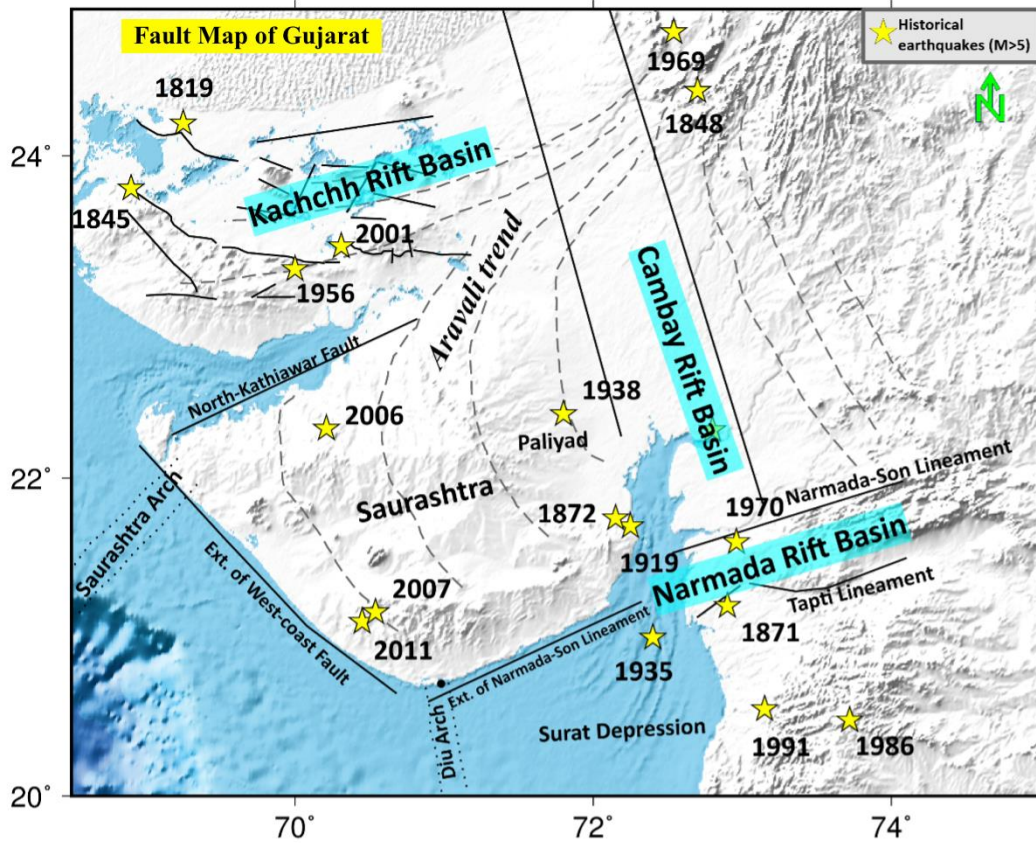 Fault Map of Gujarat
Historical
earthquakes (M>5)
N
1969
1819
1848
24°
Kachchh Rift Basin
1845
2001
1956
Aravali trend
Cambay Rift Basin
North-Kathiawar Fault
1938
2006
Paliyad
22°
Saurashtra
Narmada-Son Lineament
1970
Saurashtra Arch
1872
1919
Narmada Rift Basin
Ext. of West-coast Fault
2007
Tapti Lineament
2011
1871
Ext. of Narmada-Son Lineament
1935
Diu Arch
Surat Depression
1991
1986
20°
70°
72°
74°